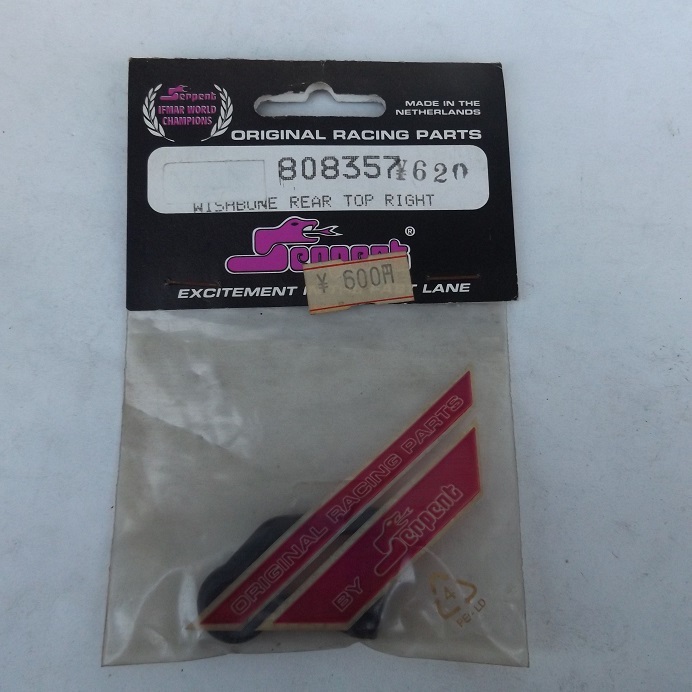 Serpent
IFMAR WORLD
CHAMPIONS
MADE IN THE
NETHERLANDS
ORIGINAL RACING PARTS
808357 ¥620
WISHBONE REAR TOP RIGHT
Serpent ®
¥ 600円
EXCITEMENT LANE
ORIGINAL RACING PARTS
BY Serpent
4
PE-LD